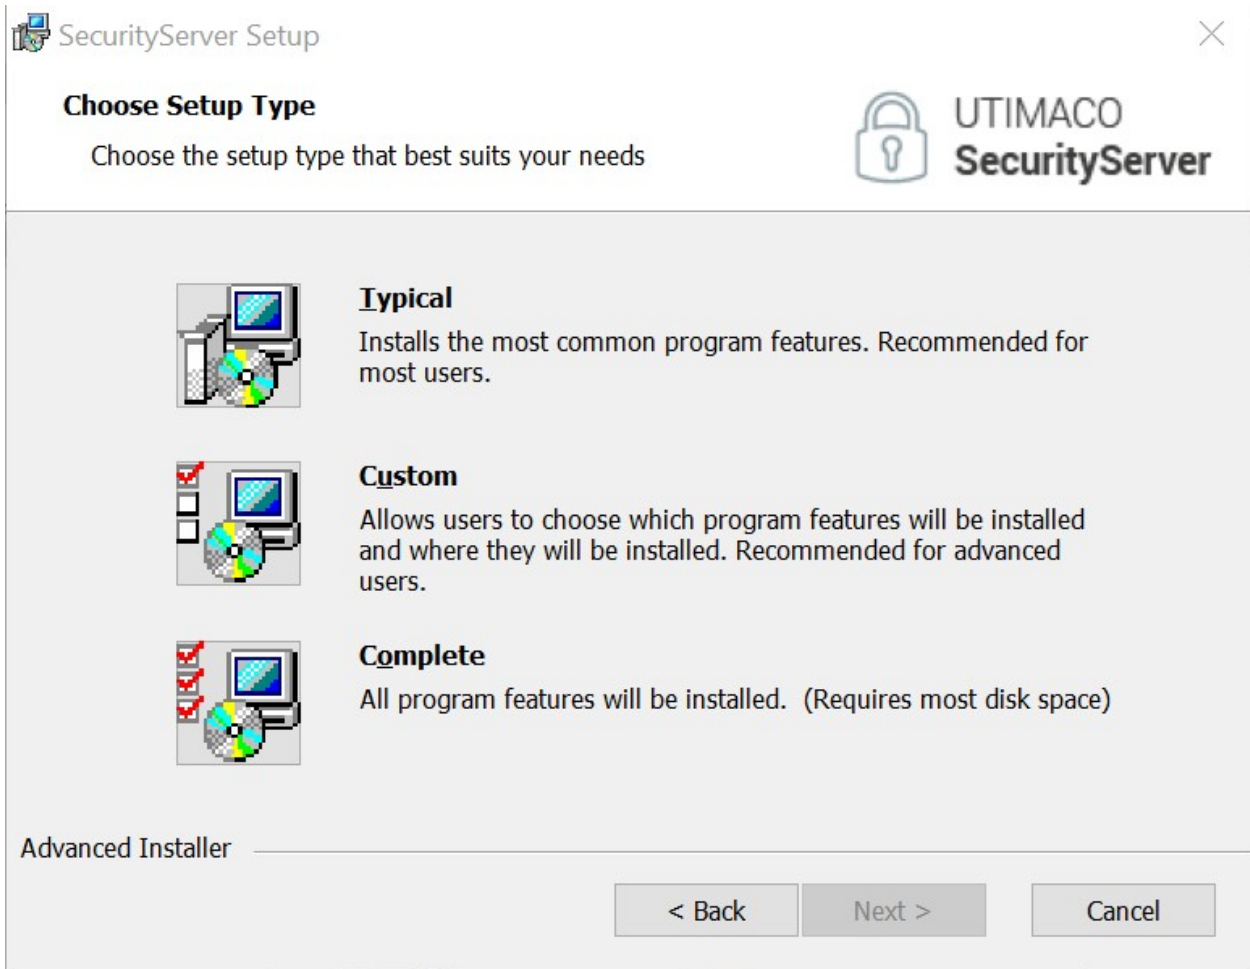 SecurityServer Setup
Choose Setup Type
Choose the setup type that best suits your needs
UTIMACO
SecurityServer
Typical
Installs the most common program features. Recommended for
most users.
Custom
Allows users to choose which program features will be installed
and where they will be installed. Recommended for advanced
users.
Complete
All program features will be installed.  (Requires most disk space)
Advanced Installer
< Back
Next >
Cancel